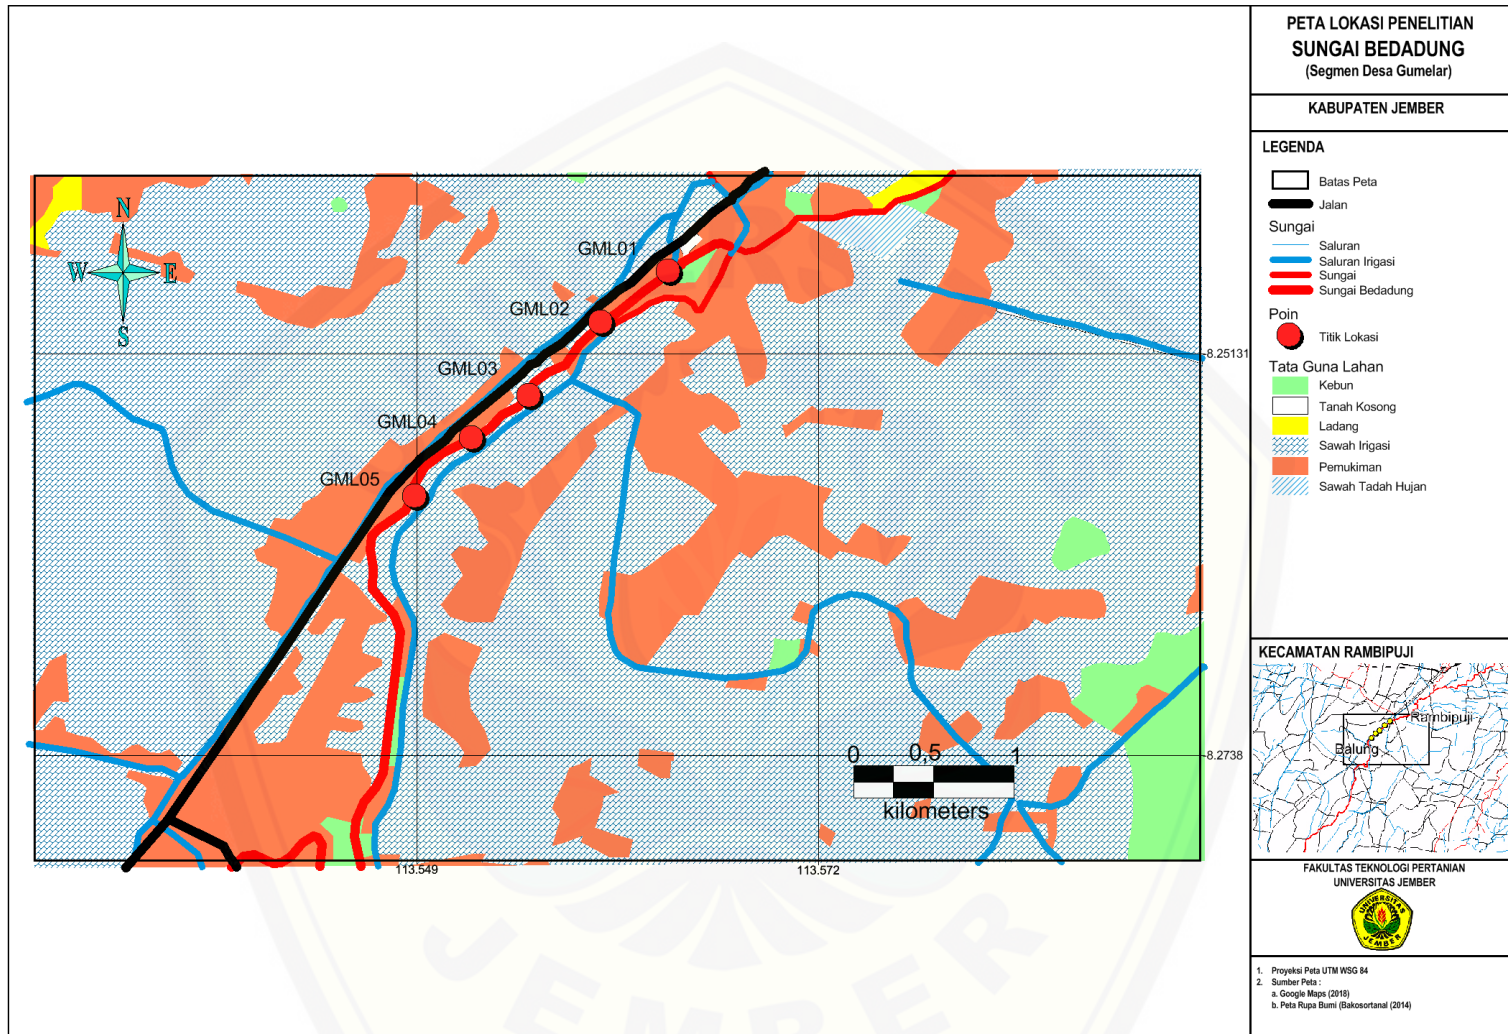 PETA LOKASI PENELITIAN
SUNGAI BEDADUNG
(Segmen Desa Gumelar)
KABUPATEN JEMBER
LEGENDA
Batas Peta
Jalan
Sungai
Saluran
Saluran Irigasi
Sungai
Sungai Bedadung
Poin
Titik Lokasi
Tata Guna Lahan
Kebun
Tanah Kosong
Ladang
Sawah Irigasi
Pemukiman
Sawah Tadah Hujan
N
W E
S
GML01
GML02
GML03
GML04
GML05
-8.25131
-8.2738
113.549
113.572
0 0,5 1
kilometers
KECAMATAN RAMBIPUJI
Rambipuji
Balung
FAKULTAS TEKNOLOGI PERTANIAN
UNIVERSITAS JEMBER
UNIVERSITAS
JEMBER
1. Proyeksi Peta UTM WSG 84
2. Sumber Peta :
a. Google Maps (2018)
b. Peta Rupa Bumi (Bakosortanal (2014)
JEMBER